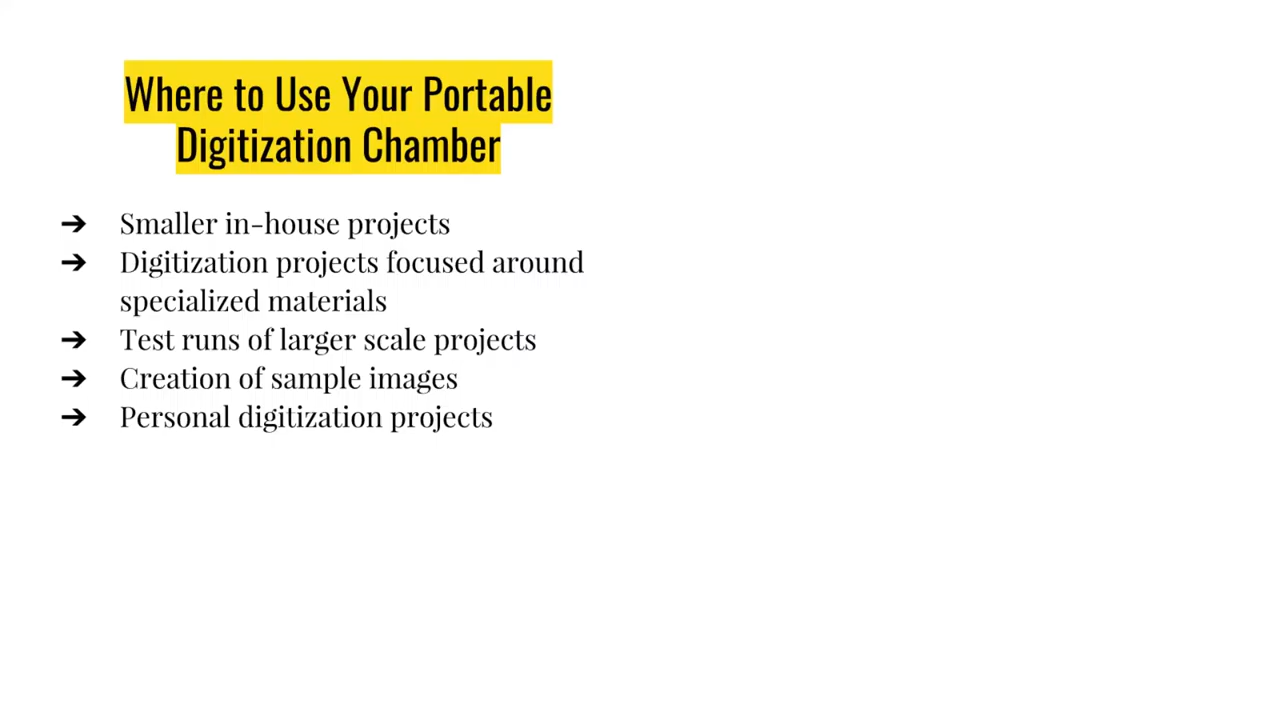 Where to Use Your Portable
Digitization Chamber
➔ Smaller in-house projects
➔ Digitization projects focused around
specialized materials
➔ Test runs of larger scale projects
➔ Creation of sample images
➔ Personal digitization projects